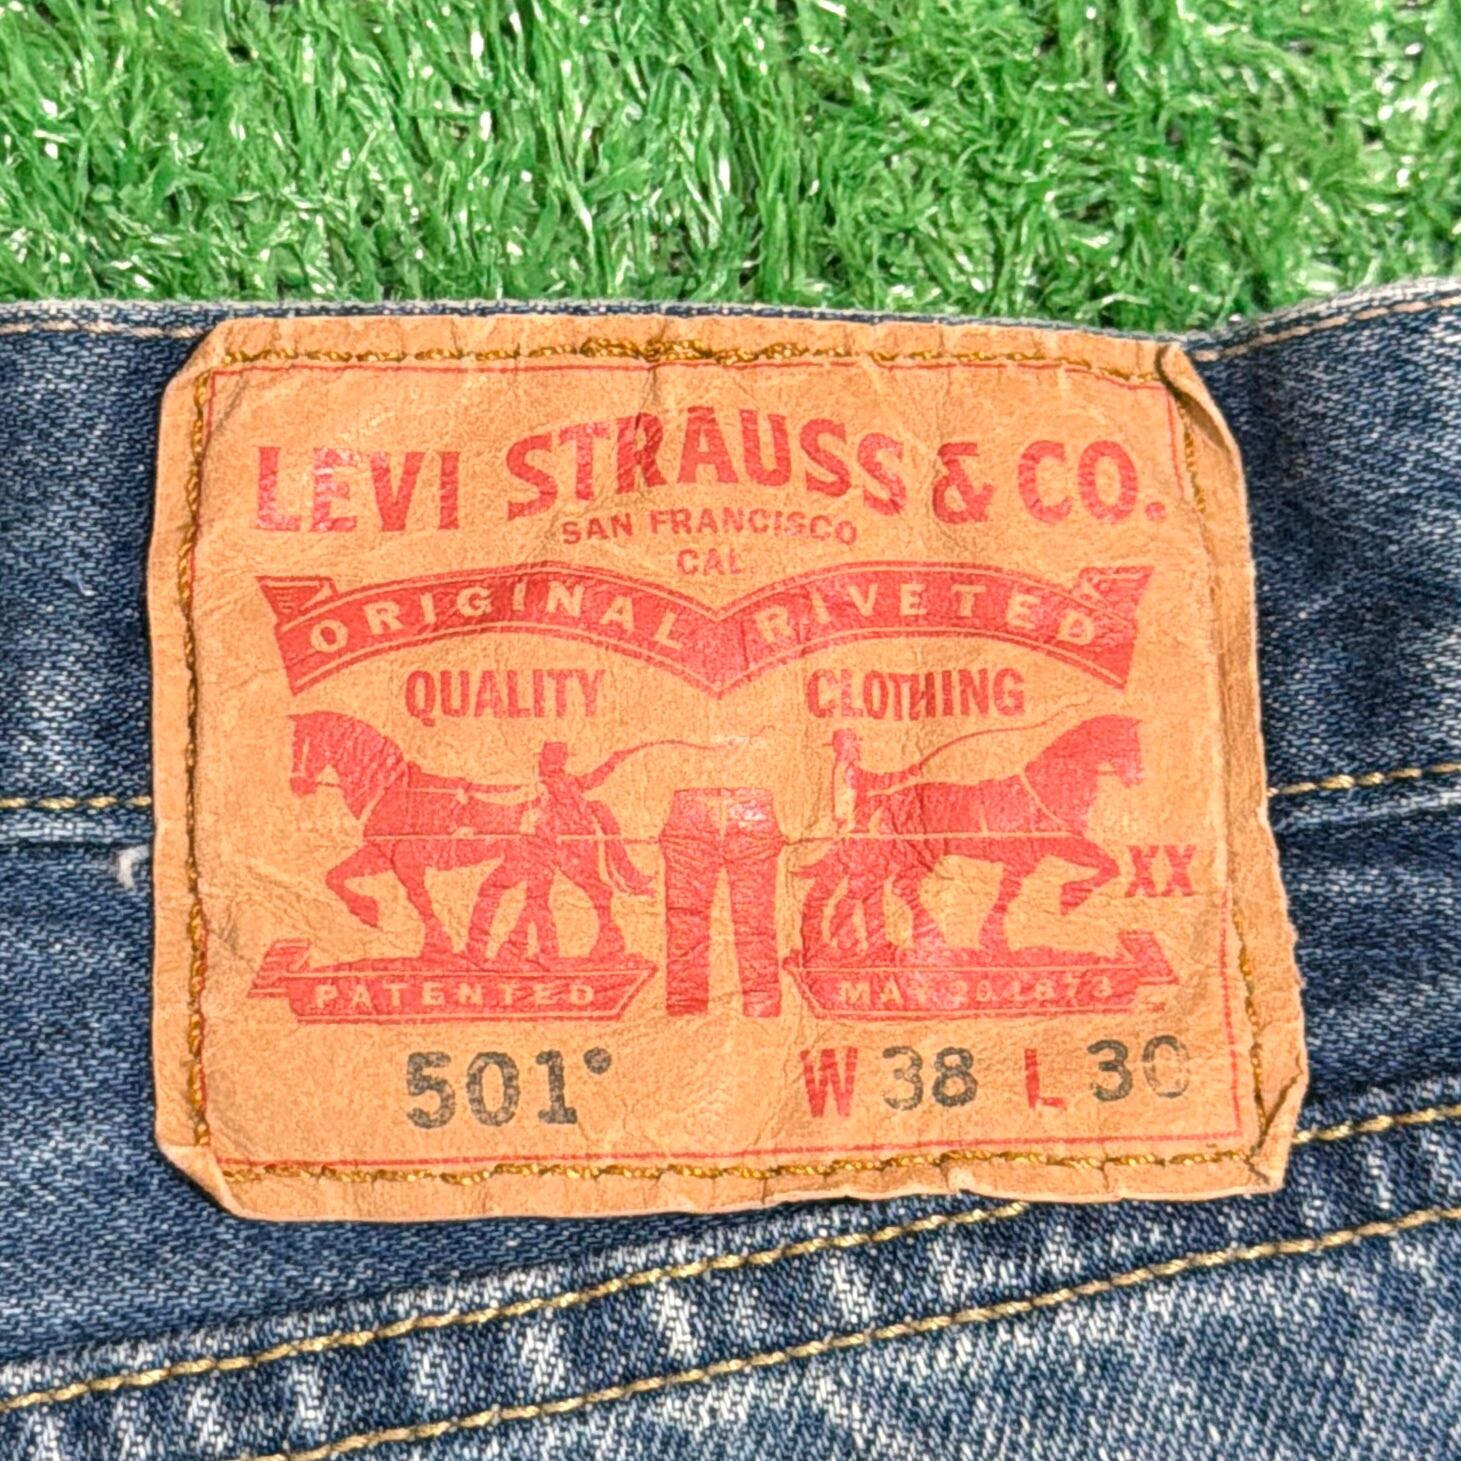 LEVI STRAUSS & CO.
SAN FRANCISCO
CAL.
ORIGINAL RIVETED
QUALITY CLOTHING
XX
PATENTED MAY 20 1873
501® W 38 L 30